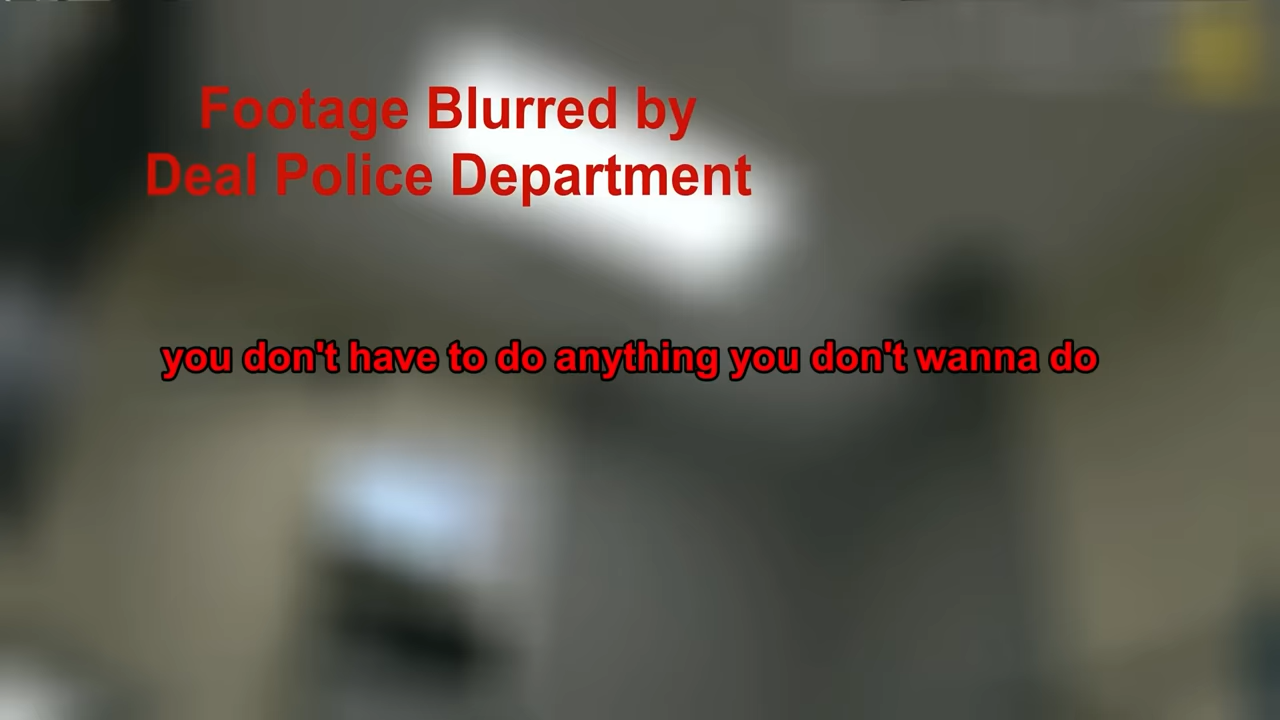 Footage Blurred by
Deal Police Department
you don't have to do anything you don't wanna do